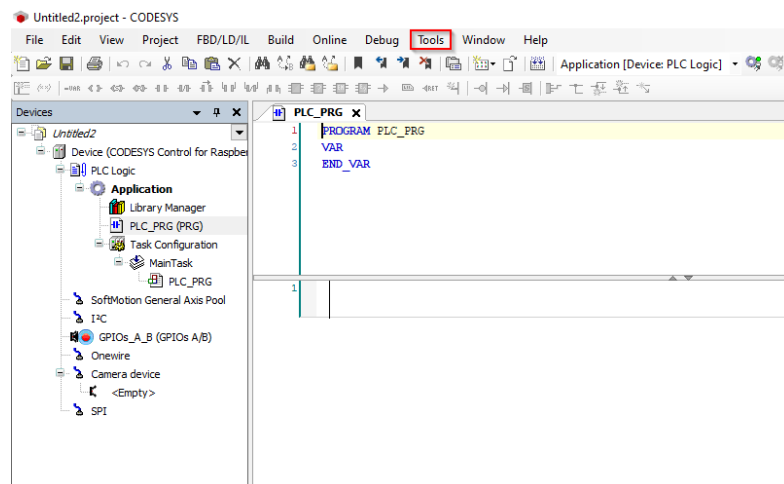 Untitled2.project - CODESYS
File Edit View Project FBD/LD/IL Build Online Debug Tools Window Help
Application [Device: PLC Logic]
Devices
Untitled2
Device (CODESYS Control for Raspber
PLC Logic
Application
Library Manager
PLC_PRG (PRG)
Task Configuration
MainTask
PLC_PRG
SoftMotion General Axis Pool
I²C
GPIOs_A_B (GPIOs A/B)
Onewire
Camera device
<Empty>
SPI
PLC_PRG
1 PROGRAM PLC_PRG
2 VAR
3 END_VAR
1